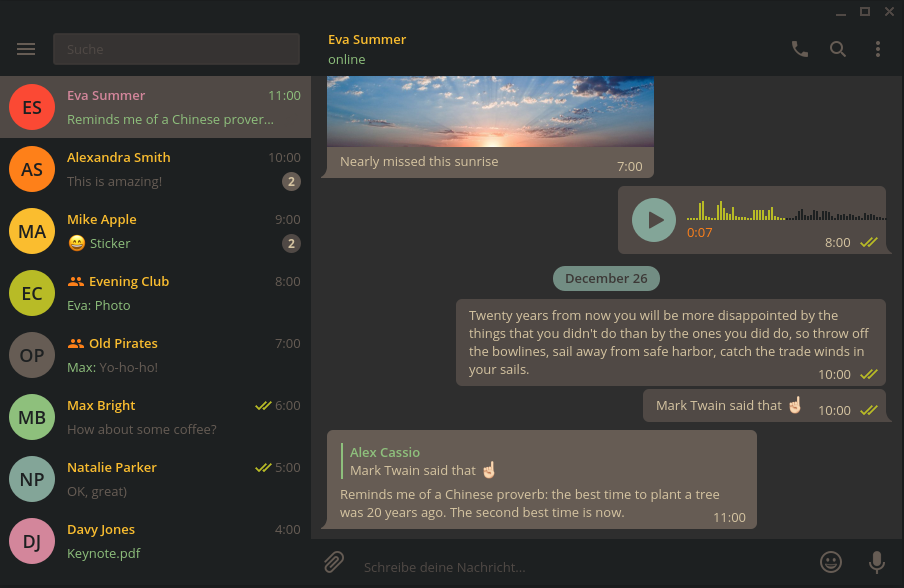 Suche
ES
Eva Summer
11:00
Reminds me of a Chinese prover...
AS
Alexandra Smith
10:00
This is amazing!
2
MA
Mike Apple
9:00
😄 Sticker
2
EC
Evening Club
8:00
Eva: Photo
OP
Old Pirates
7:00
Max: Yo-ho-ho!
MB
Max Bright
6:00
How about some coffee?
NP
Natalie Parker
5:00
OK, great)
DJ
Davy Jones
4:00
Keynote.pdf
Eva Summer
online
Nearly missed this sunrise
7:00
0:07
8:00
December 26
Twenty years from now you will be more disappointed by the
things that you didn't do than by the ones you did do, so throw off
the bowlines, sail away from safe harbor, catch the trade winds in
your sails.
10:00
Mark Twain said that ☝🏻
10:00
Alex Cassio
Mark Twain said that ☝🏻
Reminds me of a Chinese proverb: the best time to plant a tree
was 20 years ago. The second best time is now.
11:00
Schreibe deine Nachricht...